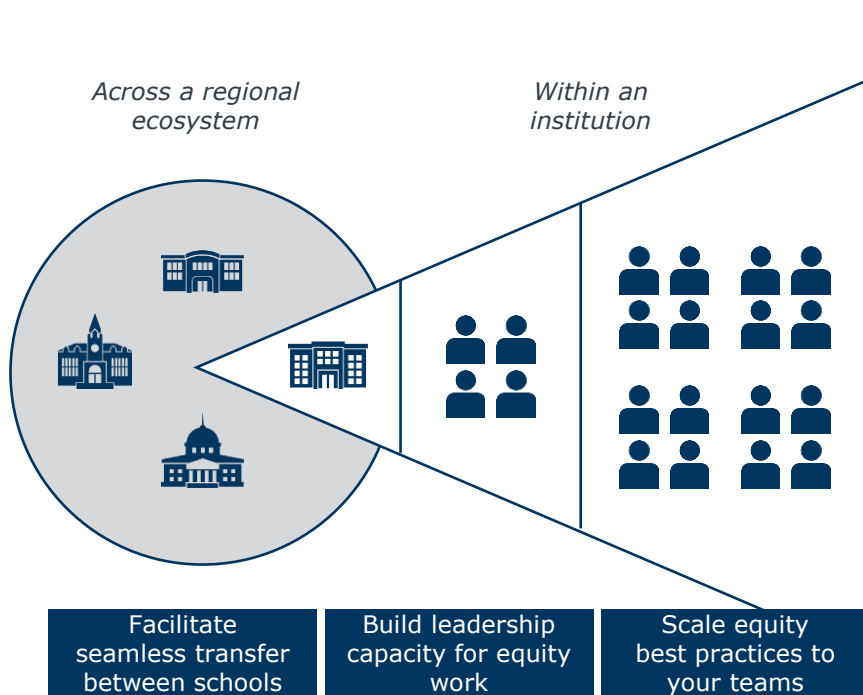 Across a regional
ecosystem
Within an
institution
Facilitate
seamless transfer
between schools
Build leadership
capacity for equity
work
Scale equity
best practices to
your teams